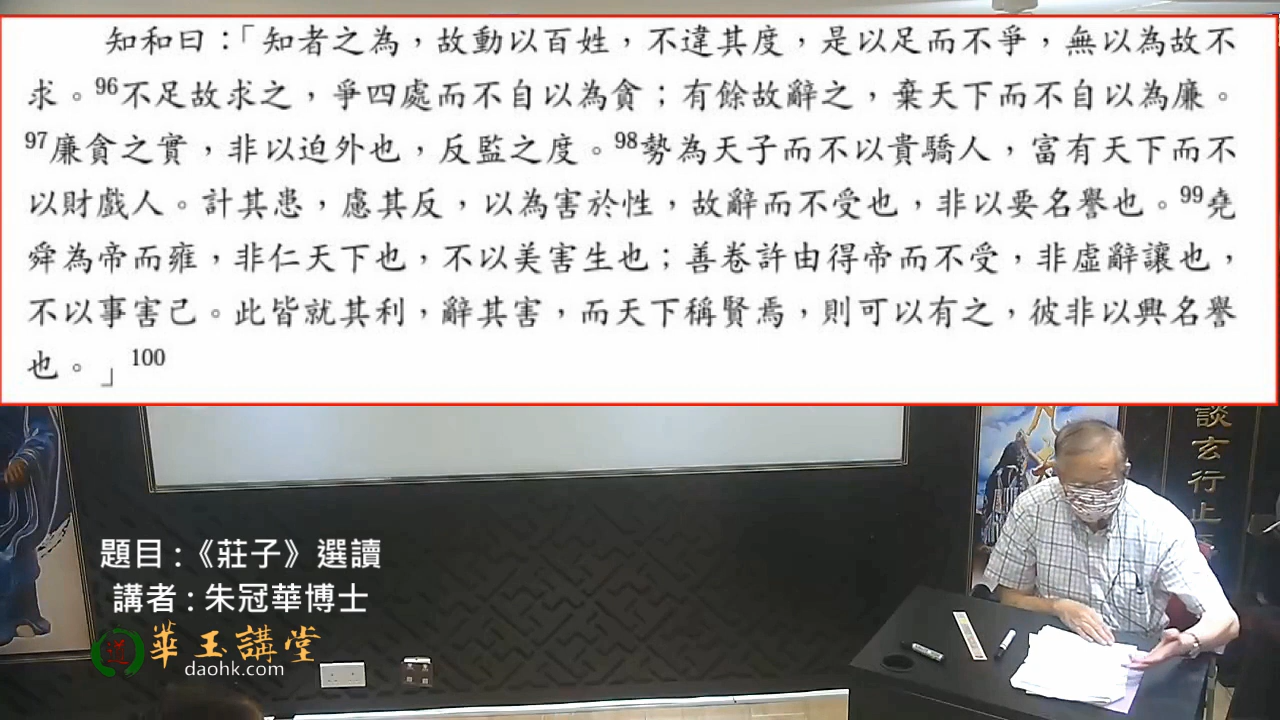 知和曰：「知者之為，故動以百姓，不違其度，是以足而不爭，無以為故不
求。96不足故求之，爭四處而不自以為貪；有餘故辭之，棄天下而不自以為廉。
97廉貪之實，非以迫外也，反監之度。98勢為天子而不以貴驕人，富有天下而不
以財戲人。計其患，慮其反，以為害於性，故辭而不受也，非以要名譽也。99堯
舜為帝而雍，非仁天下也，不以美害生也；善卷許由得帝而不受，非虛辭讓也，
不以事害己。此皆就其利，辭其害，而天下稱賢焉，則可以有之，彼非以興名譽
也。」100
談玄行止
題目：《莊子》選讀
講者：朱冠華博士
道
華玉講堂
daohk.com